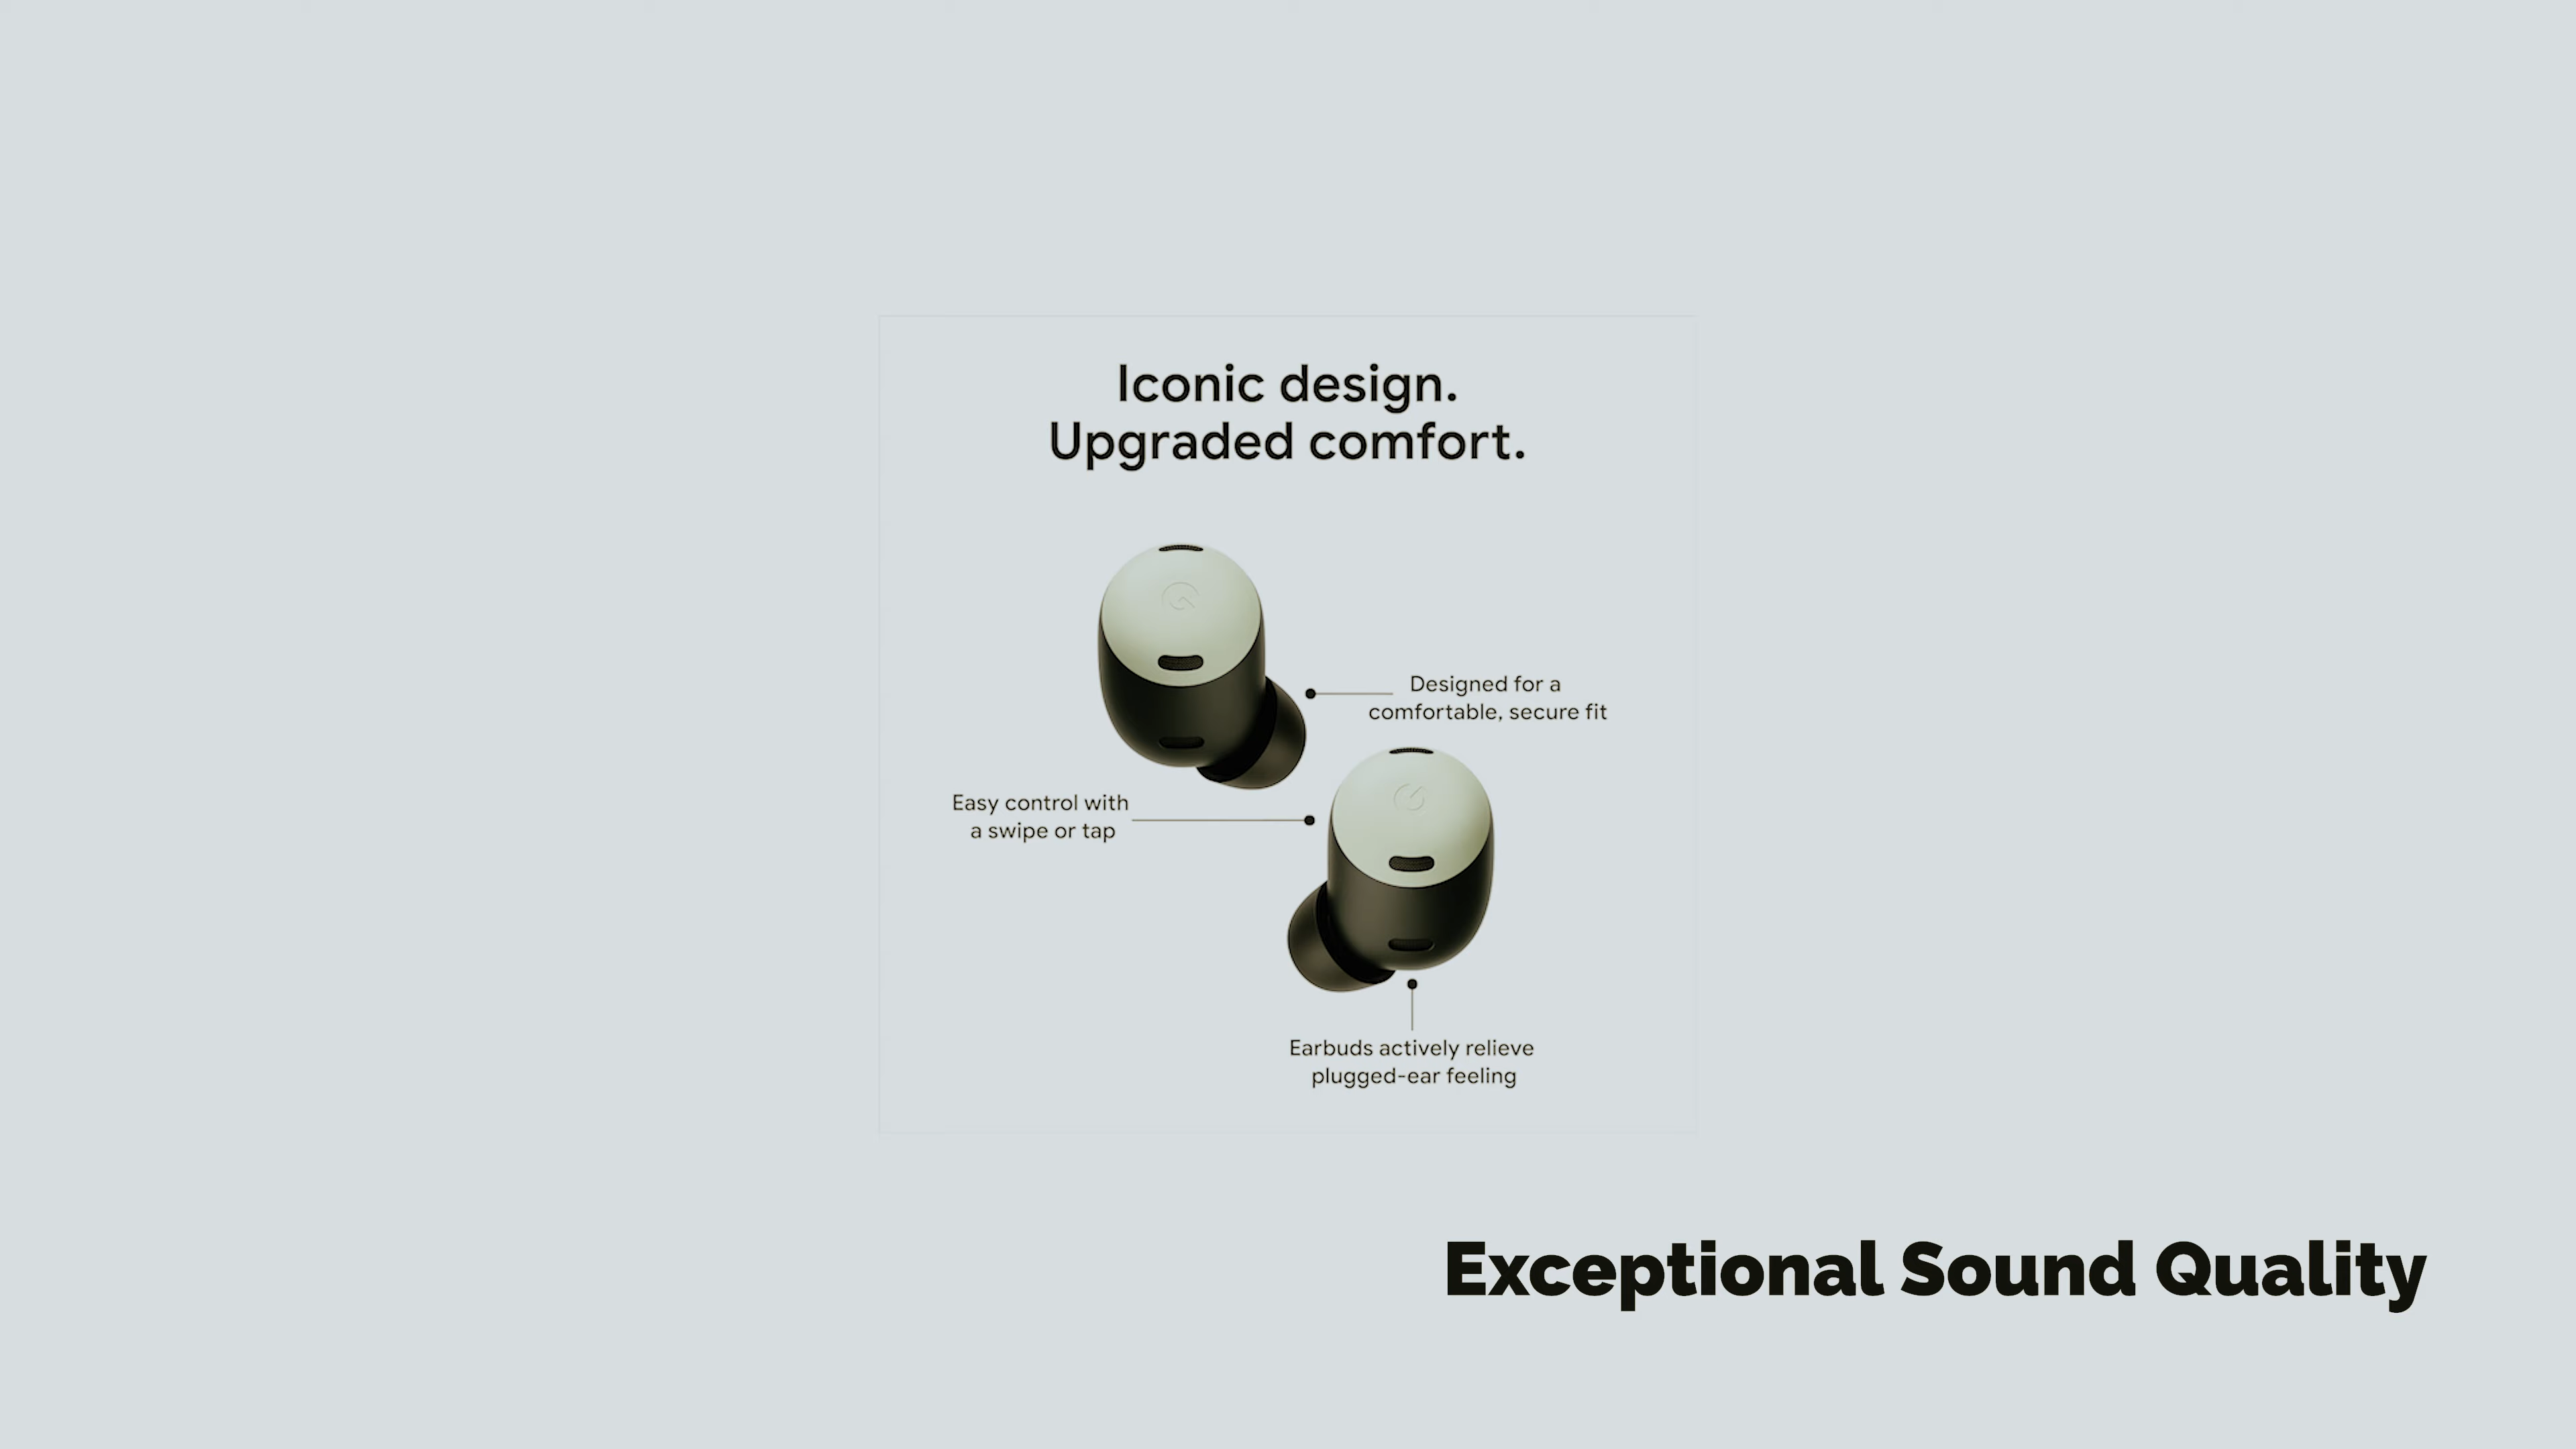 Iconic design.
Upgraded comfort.
Designed for a
comfortable, secure fit
Easy control with
a swipe or tap
Earbuds actively relieve
plugged-ear feeling
Exceptional Sound Quality